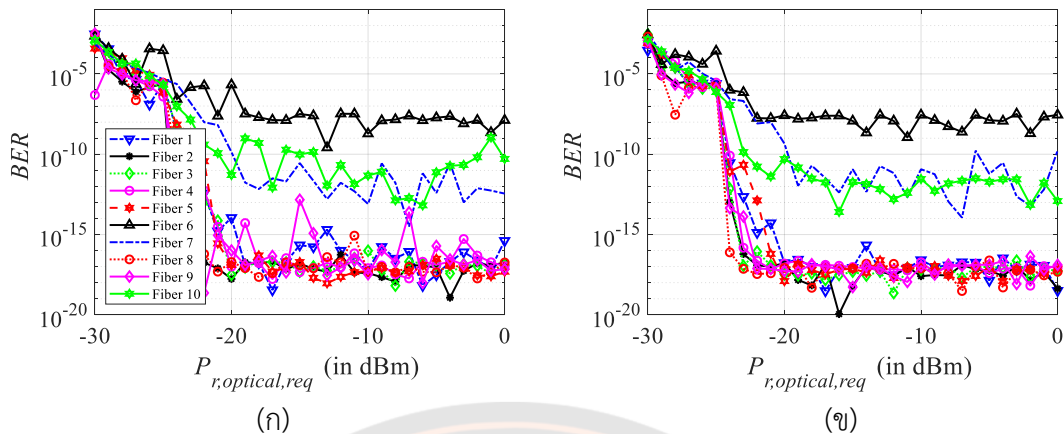 10^-5
10^-10
10^-15
10^-20
BER
Fiber 1
Fiber 2
Fiber 3
Fiber 4
Fiber 5
Fiber 6
Fiber 7
Fiber 8
Fiber 9
Fiber 10
-30 -20 -10 0
P_r,optical,req (in dBm)
(ก)
10^-5
10^-10
10^-15
10^-20
BER
-30 -20 -10 0
P_r,optical,req (in dBm)
(ข)